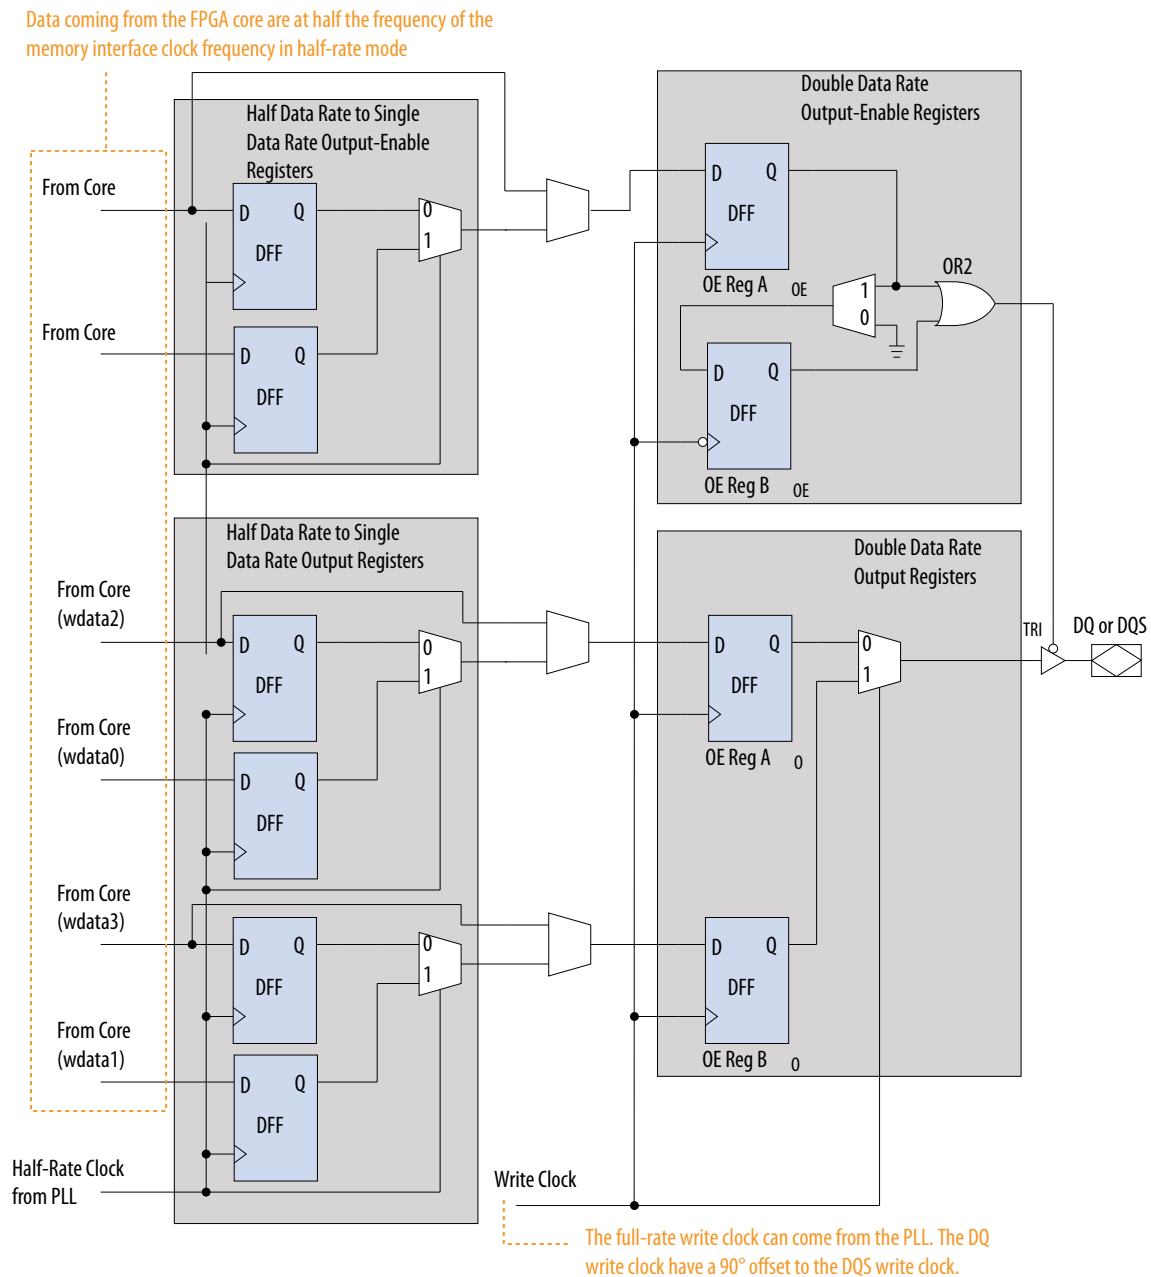 Data coming from the FPGA core are at half the frequency of the
memory interface clock frequency in half-rate mode
Half Data Rate to Single
Data Rate Output-Enable
Registers
Double Data Rate
Output-Enable Registers
From Core
D Q
DFF
0
1
D Q
DFF
OE Reg A OE
OR2
1
0
From Core
D Q
DFF
D Q
DFF
OE Reg B OE
Half Data Rate to Single
Data Rate Output Registers
Double Data Rate
Output Registers
From Core
(wdata2)
D Q
DFF
0
1
D Q
DFF
OE Reg A O
0
1
TRI
DQ or DQS
From Core
(wdata0)
D Q
DFF
From Core
(wdata3)
D Q
DFF
0
1
D Q
DFF
OE Reg B O
From Core
(wdata1)
D Q
DFF
Half-Rate Clock
from PLL
Write Clock
The full-rate write clock can come from the PLL. The DQ
write clock have a 90° offset to the DQS write clock.